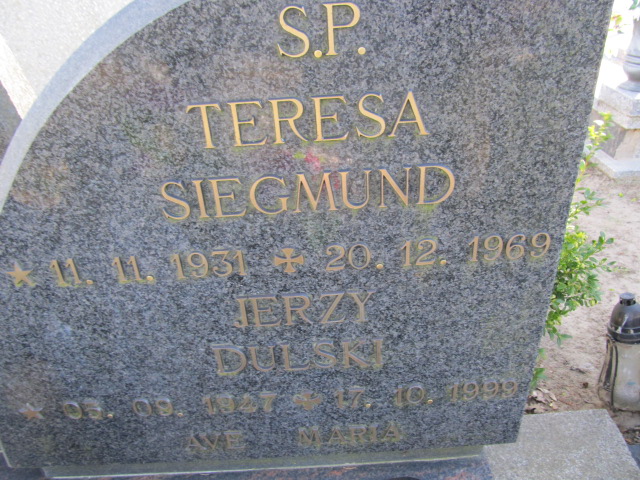 S.P.
TERESA
SIEGMUND
★ 11. 11. 1931 ✠ 20. 12. 1969
JERZY
DULSKI
★ 05. 09. 1947 ✠ 17. 10. 1999
AVE MARIA